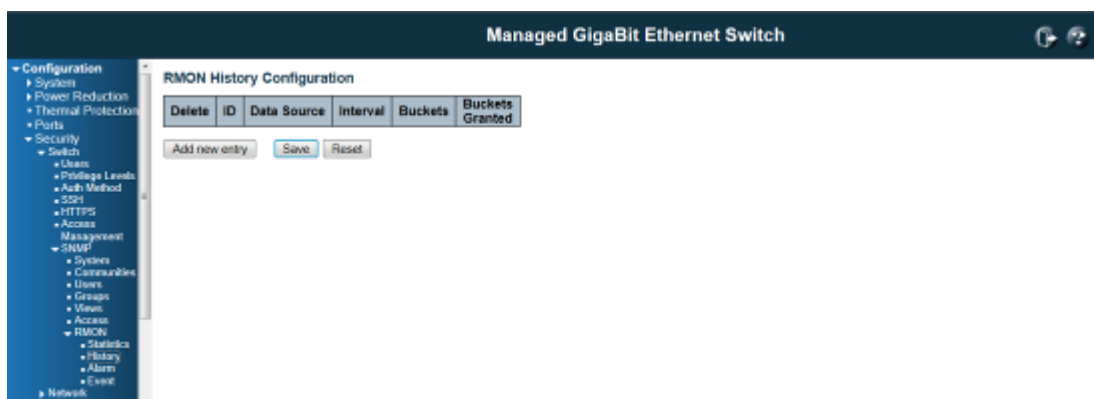 Managed GigaBit Ethernet Switch
Configuration
System
Power Reduction
Thermal Protection
Ports
Security
Switch
Users
Privilege Levels
Auth Method
SSH
HTTPS
Access
Management
SNMP
System
Communities
Users
Groups
Views
Access
RMON
Statistics
History
Alarm
Event
Network
RMON History Configuration
Delete ID Data Source Interval Buckets Buckets Granted
Add new entry Save Reset